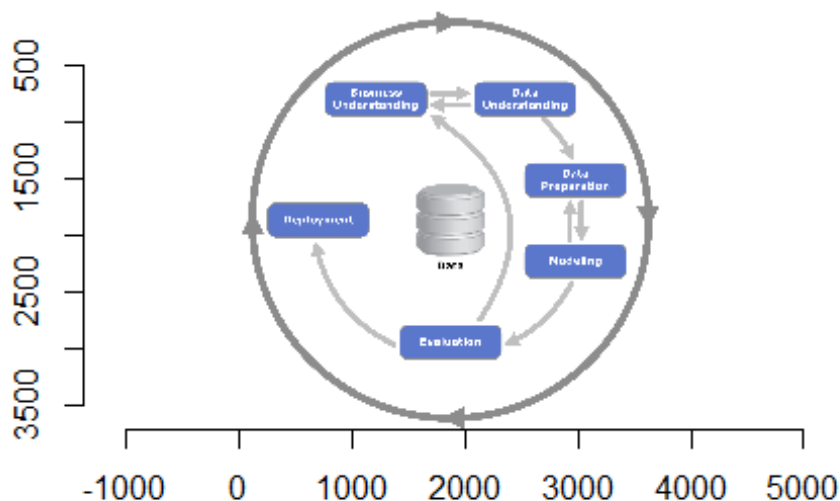 500
1500
2500
3500
Business
Understanding
Data
Understanding
Data
Preparation
Deployment
Data
Modeling
Evaluation
-1000
0
1000
2000
3000
4000
5000